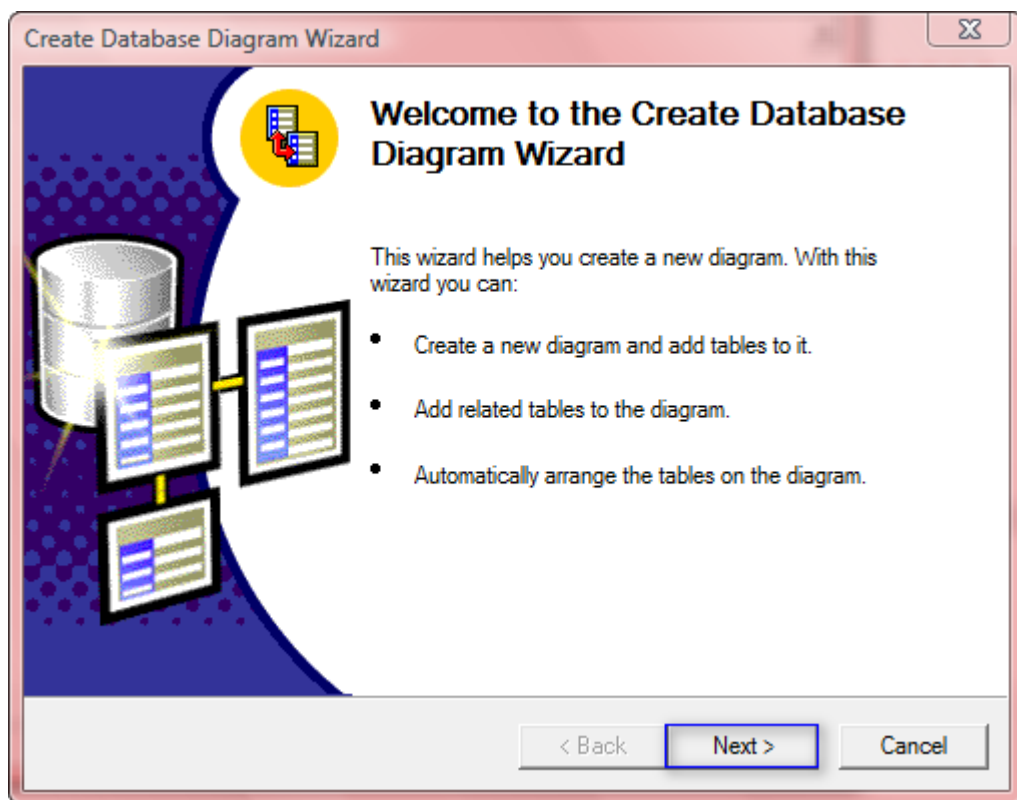 Create Database Diagram Wizard
Welcome to the Create Database
Diagram Wizard
This wizard helps you create a new diagram. With this
wizard you can:
• Create a new diagram and add tables to it.
• Add related tables to the diagram.
• Automatically arrange the tables on the diagram.
< Back Next > Cancel